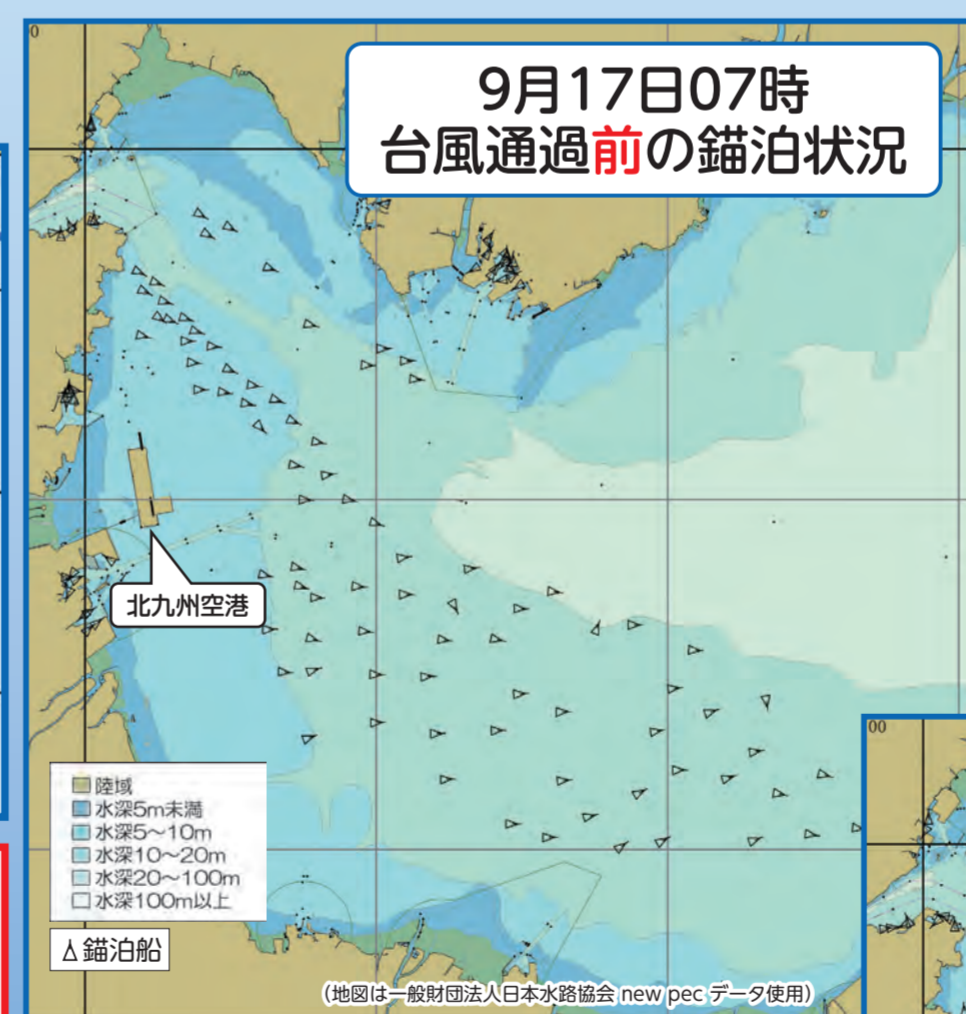 0
9月17日07時
台風通過前の錨泊状況
北九州空港
陸域
水深5m未満
水深5～10m
水深10～20m
水深20～100m
水深100m以上
錨泊船
(地図は一般財団法人日本水路協会 new pec データ使用)
00